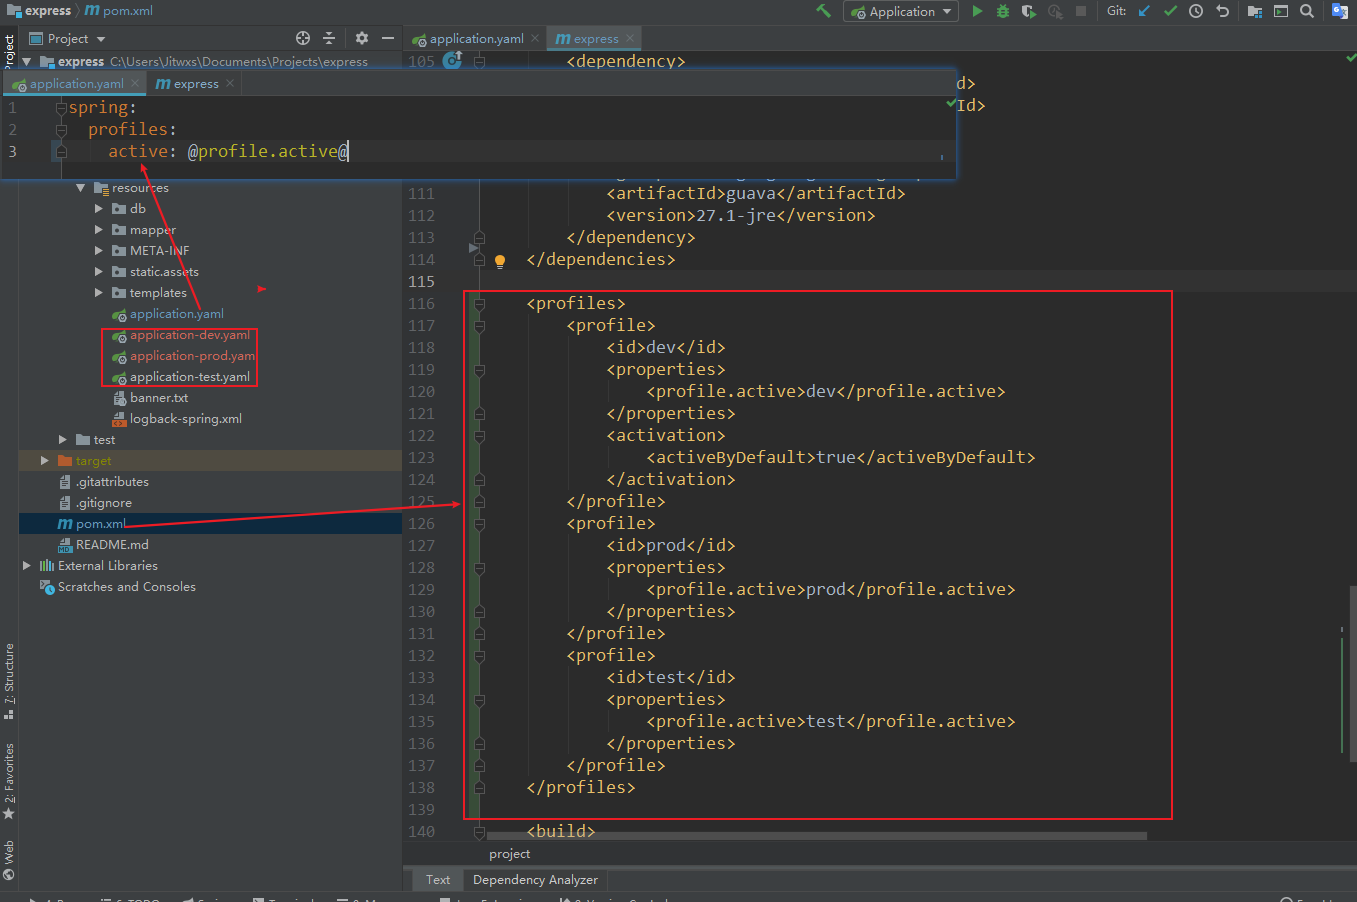 express
pom.xml
Application
Git:
Project
Project
application.yaml
express
express C:\Users\Jitwxs\Documents\Projects\express
105 <dependency>
application.yaml
express
d>
Id>
1 spring:
2 profiles:
3 active: @profile.active@
resources
db
mapper
META-INF
static.assets
templates
application.yaml
application-dev.yaml
application-prod.yam
application-test.yaml
banner.txt
logback-spring.xml
test
target
.gitattributes
.gitignore
pom.xml
README.md
External Libraries
Scratches and Consoles
111 <artifactId>guava</artifactId>
112 <version>27.1-jre</version>
113 </dependency>
114 </dependencies>
115
116 <profiles>
117 <profile>
118 <id>dev</id>
119 <properties>
120 <profile.active>dev</profile.active>
121 </properties>
122 <activation>
123 <activeByDefault>true</activeByDefault>
124 </activation>
125 </profile>
126 <profile>
127 <id>prod</id>
128 <properties>
129 <profile.active>prod</profile.active>
130 </properties>
131 </profile>
132 <profile>
133 <id>test</id>
134 <properties>
135 <profile.active>test</profile.active>
136 </properties>
137 </profile>
138 </profiles>
139
140 <build>
project
Text
Dependency Analyzer
7: Structure
2: Favorites
Web